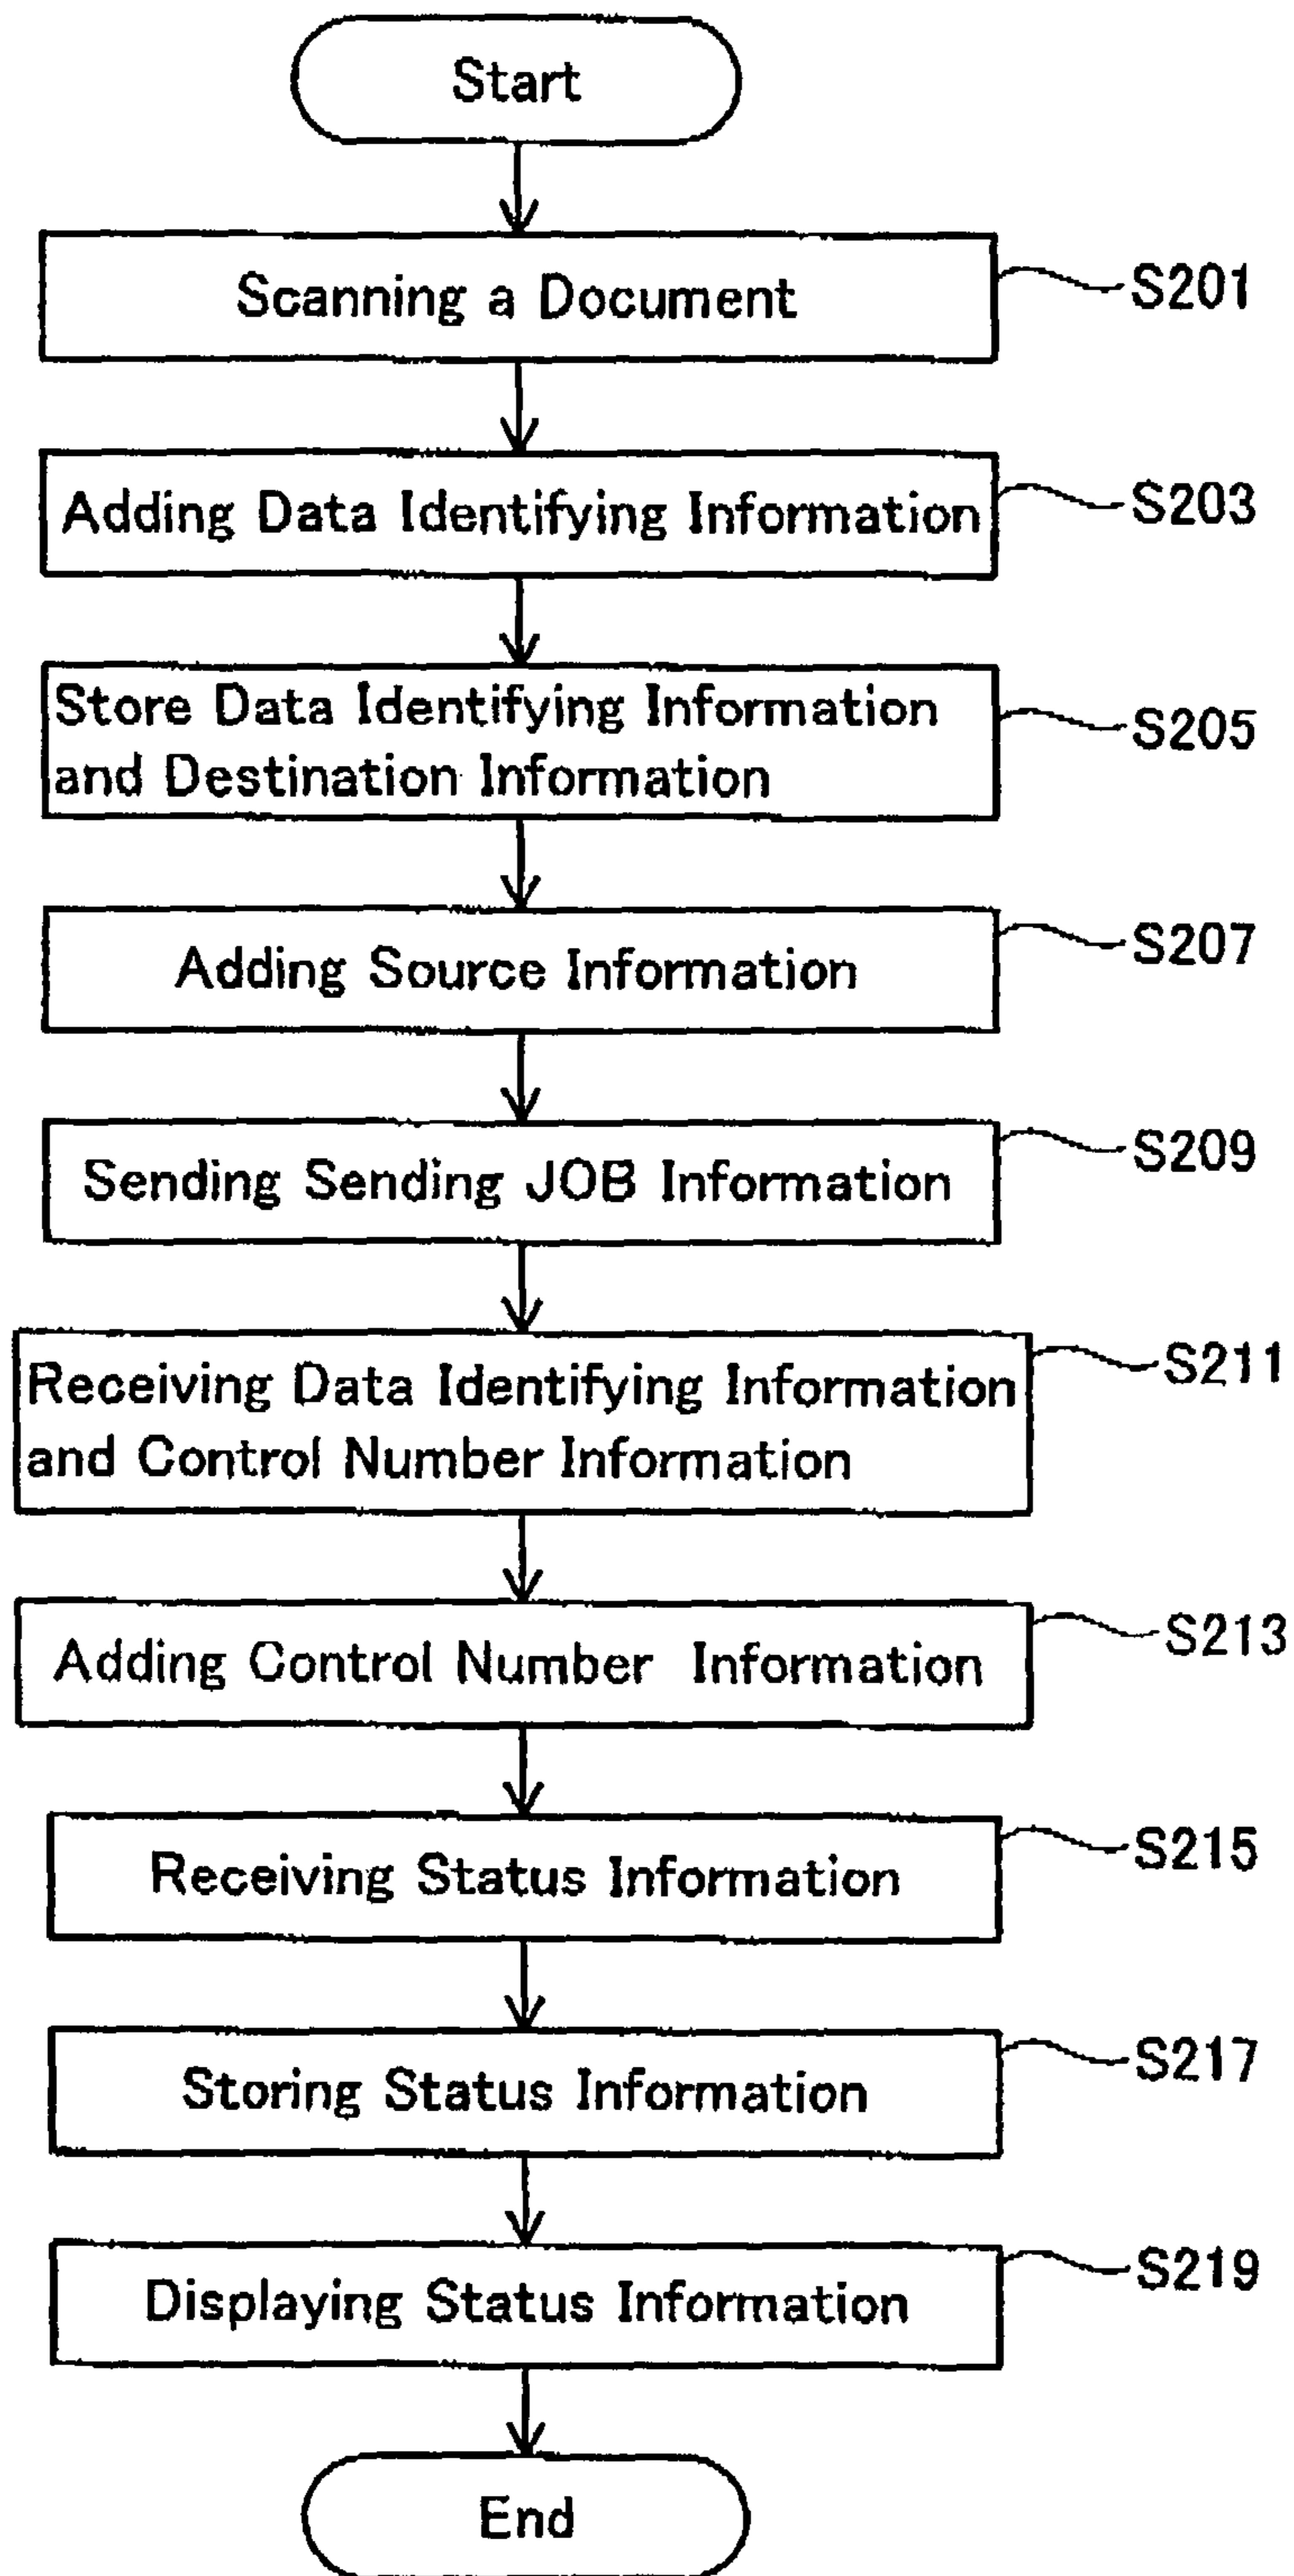 Start
Scanning a Document
S201
Adding Data Identifying Information
S203
Store Data Identifying Information
and Destination Information
S205
Adding Source Information
S207
Sending Sending JOB Information
S209
Receiving Data Identifying Information
and Control Number Information
S211
Adding Control Number Information
S213
Receiving Status Information
S215
Storing Status Information
S217
Displaying Status Information
S219
End